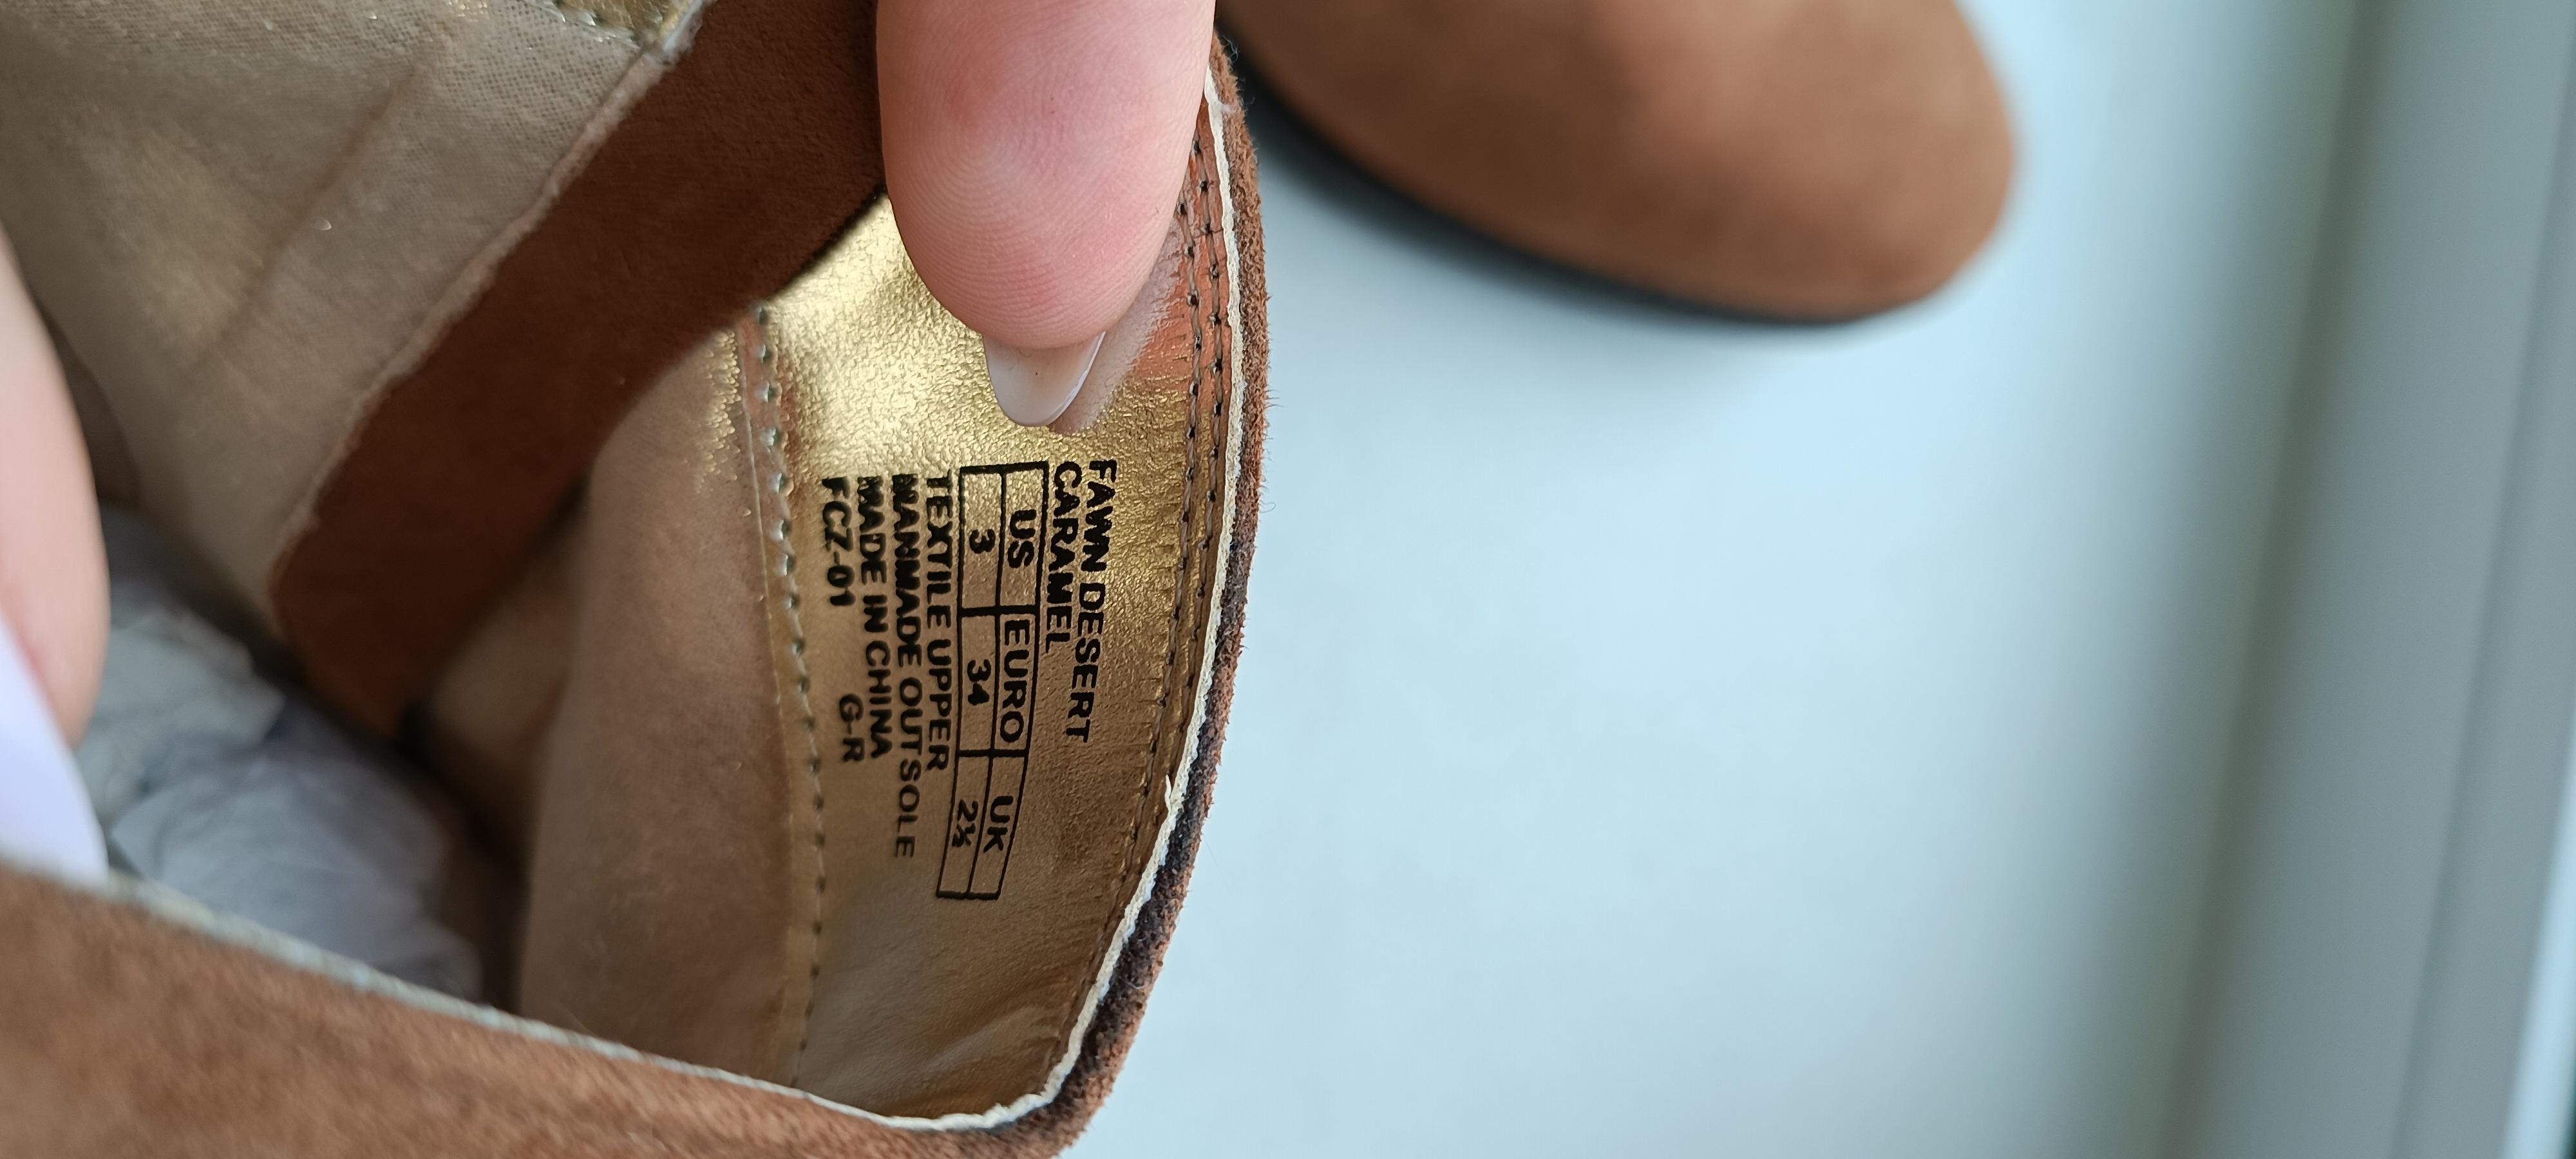 FAWN DESERT
CARAMEL
US EURO UK
3 34 2½
TEXTILE UPPER
MANMADE OUTSOLE
MADE IN CHINA
FCZ-01 G-R